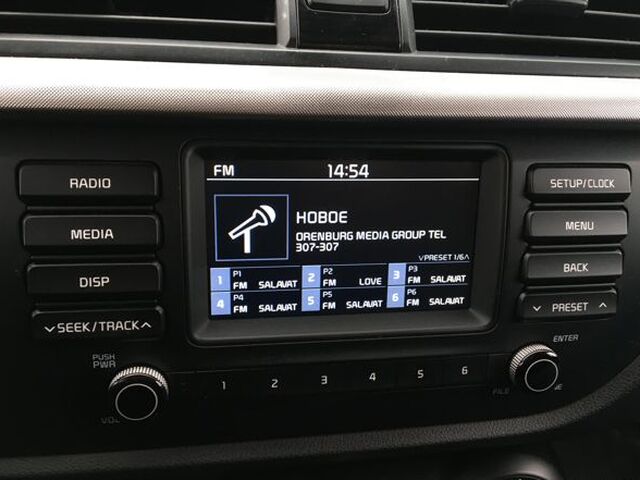 FM 14:54
HOBOE
ORENBURG MEDIA GROUP TEL
307-307
˅PRESET 1/6˄
1 P1 FM SALAVAT 2 P2 FM LOVE 3 P3 FM SALAVAT
4 P4 FM SALAVAT 5 P5 FM SALAVAT 6 P6 FM SALAVAT
RADIO
MEDIA
DISP
˅SEEK/TRACK˄
PUSH
PWR
VOL
1 2 3 4 5 6
SETUP/CLOCK
MENU
BACK
˅ PRESET ˄
ENTER
FILE